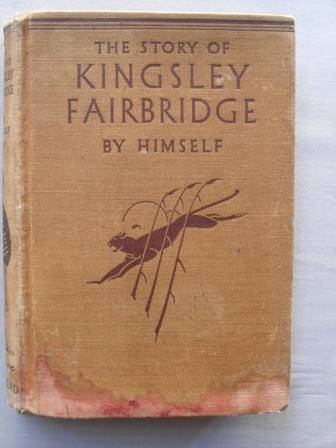 THE STORY OF
KINGSLEY
FAIRBRIDGE
BY HIMSELF